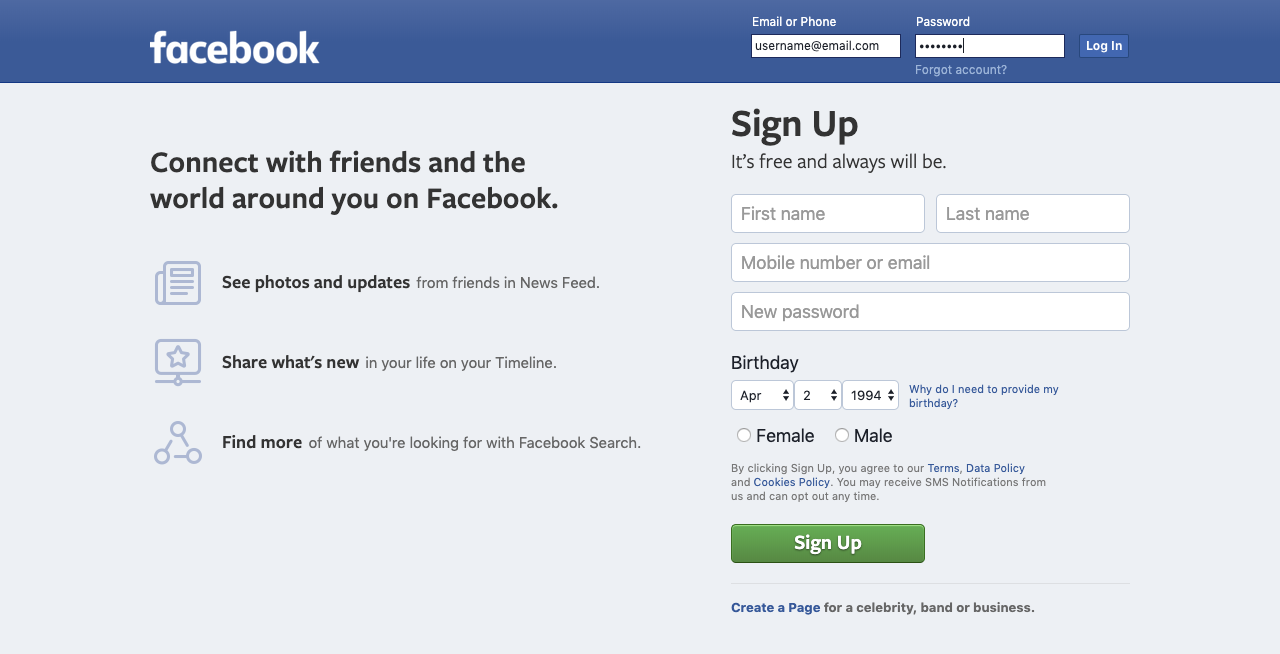 facebook
Email or Phone
Password
username@email.com
••••••••
Log In
Forgot account?
Connect with friends and the
world around you on Facebook.
See photos and updates from friends in News Feed.
Share what's new in your life on your Timeline.
Find more of what you're looking for with Facebook Search.
Sign Up
It’s free and always will be.
First name
Last name
Mobile number or email
New password
Birthday
Apr
2
1994
Why do I need to provide my
birthday?
Female
Male
By clicking Sign Up, you agree to our Terms, Data Policy
and Cookies Policy. You may receive SMS Notifications from
us and can opt out any time.
Sign Up
Create a Page for a celebrity, band or business.